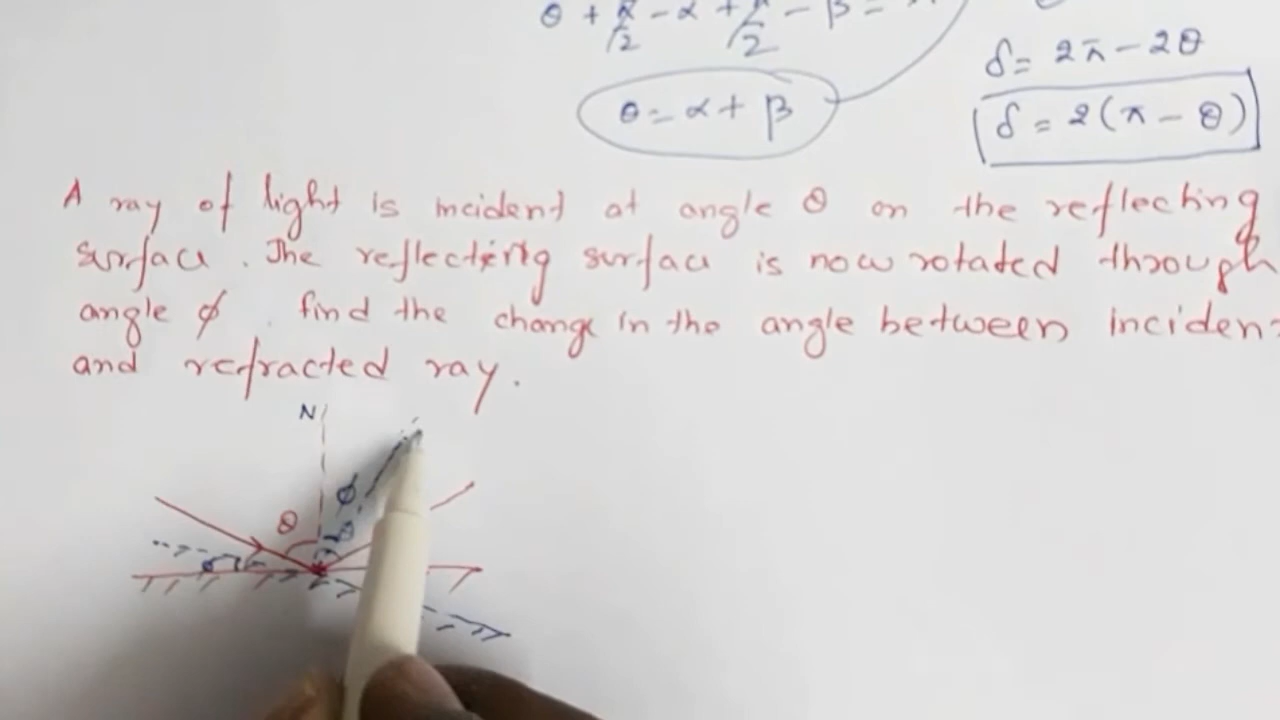 θ + π/2 - α + π/2 - β =
δ = 2π - 2θ
θ = α + β
δ = 2(π - θ)
A ray of light is incident at angle θ on the reflecting
surface. The reflecting surface is now rotated through
angle ϕ. find the change in the angle between inciden
and refracted ray.
N
ϕ
θ